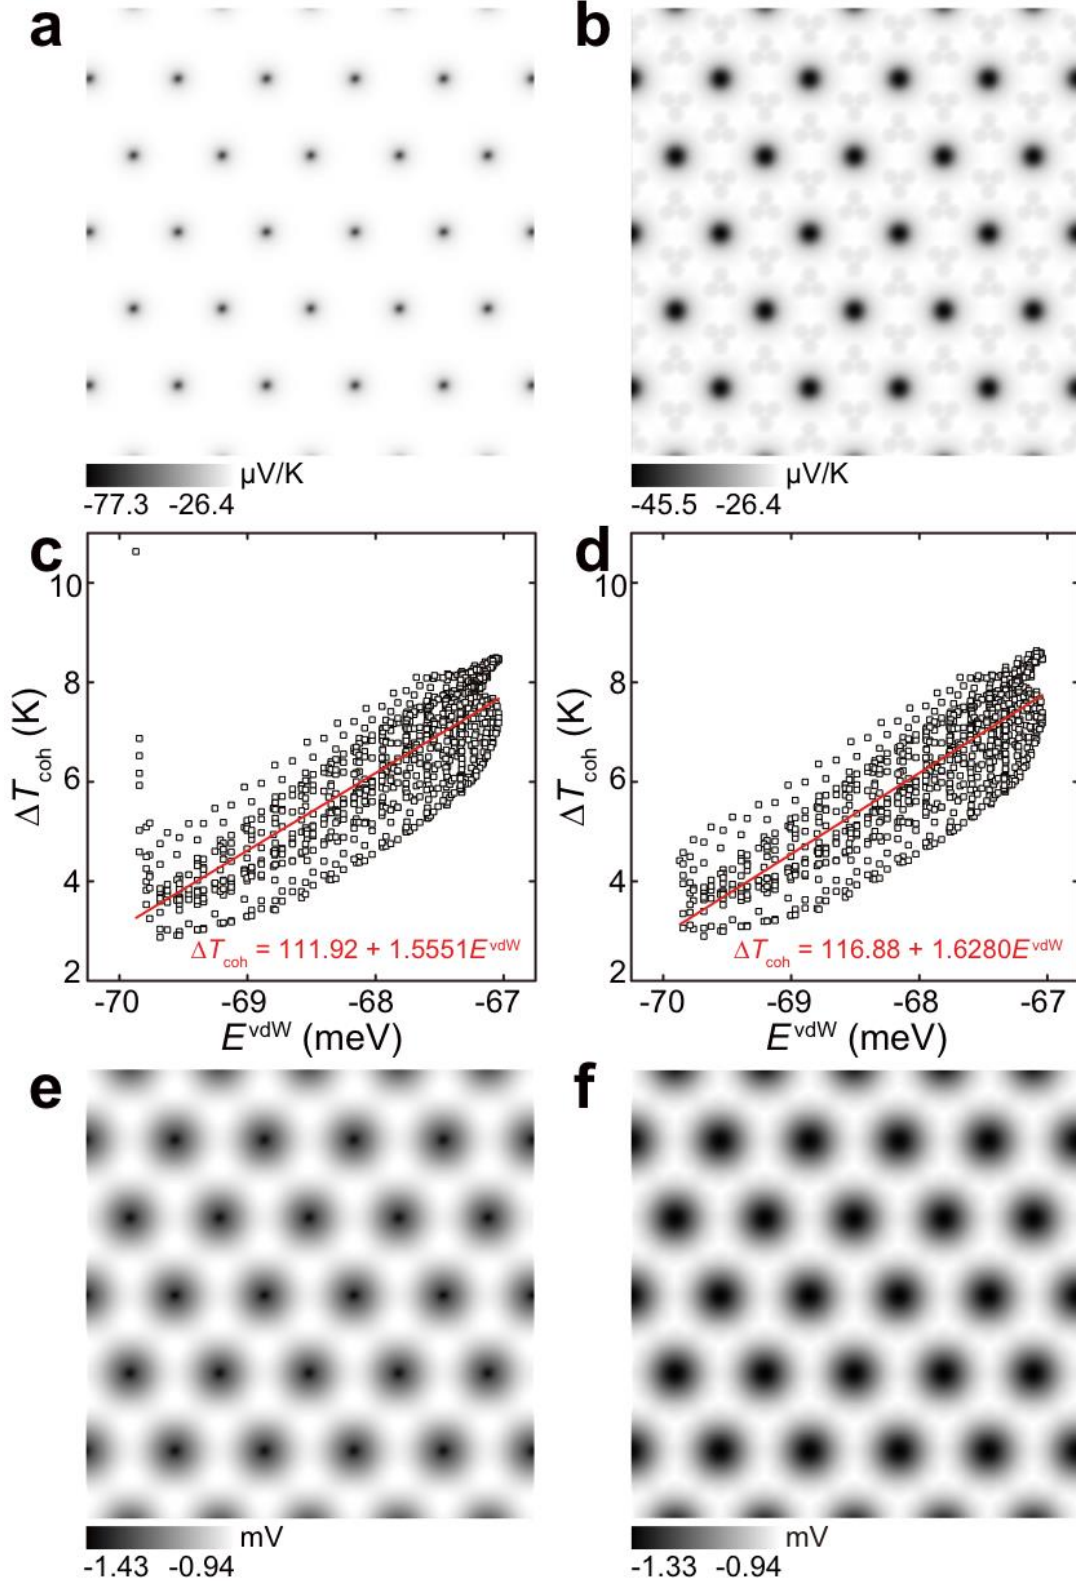 a
b
μV/K
-77.3 -26.4
μV/K
-45.5 -26.4
c
10
8
6
4
2
ΔT_coh (K)
ΔT_coh = 111.92 + 1.5551E^vdW
-70 -69 -68 -67
E^vdW (meV)
d
10
8
6
4
2
ΔT_coh (K)
ΔT_coh = 116.88 + 1.6280E^vdW
-70 -69 -68 -67
E^vdW (meV)
e
f
mV
-1.43 -0.94
mV
-1.33 -0.94